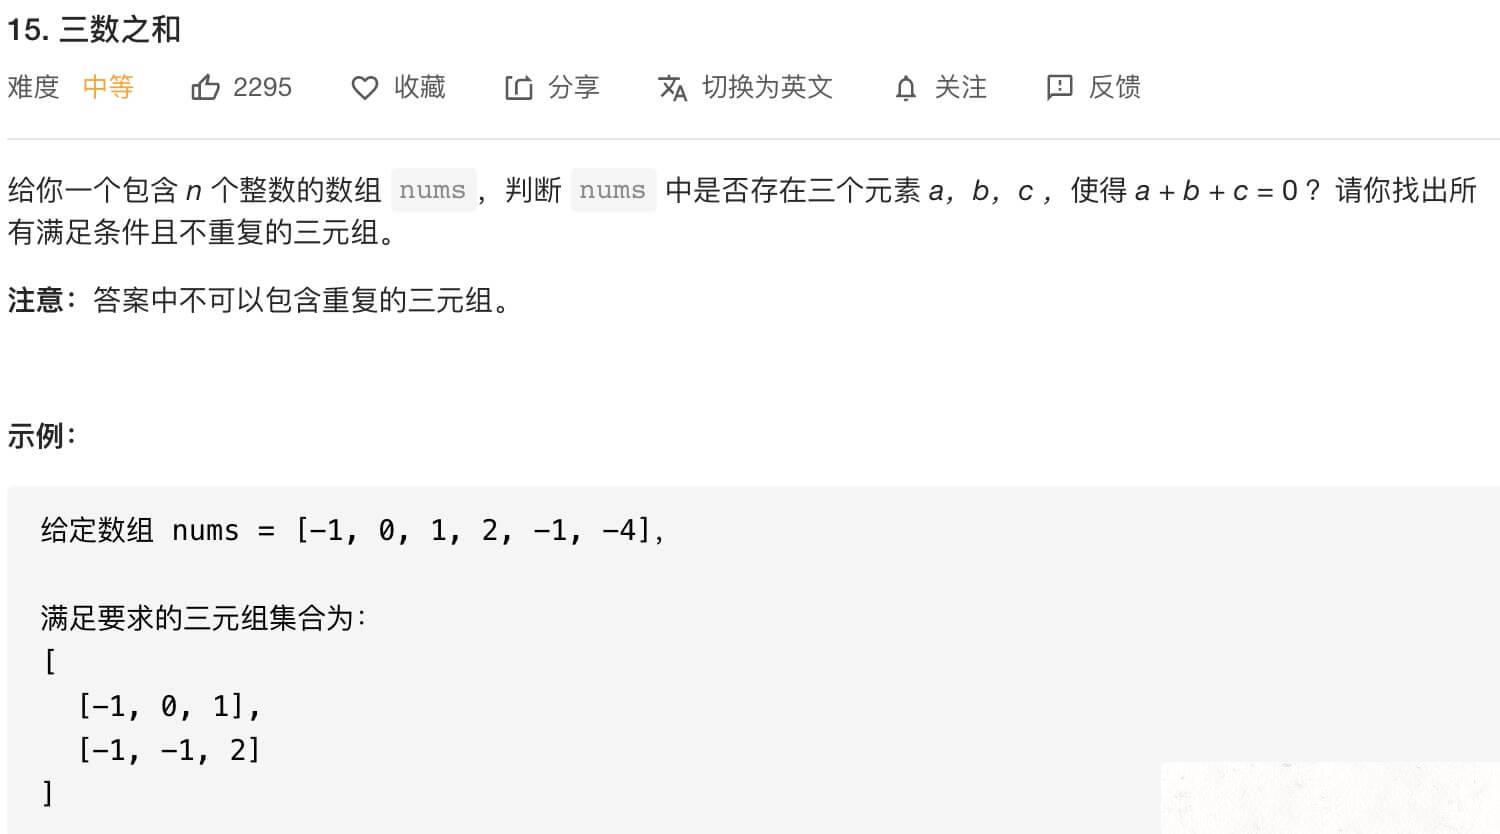 15. 三数之和
难度 中等 2295 收藏 分享 切换为英文 关注 反馈
给你一个包含 n 个整数的数组 nums，判断 nums 中是否存在三个元素 a，b，c ，使得 a + b + c = 0 ？请你找出所
有满足条件且不重复的三元组。
注意：答案中不可以包含重复的三元组。
示例：
给定数组 nums = [-1, 0, 1, 2, -1, -4]，
满足要求的三元组集合为：
[
[-1, 0, 1],
[-1, -1, 2]
]